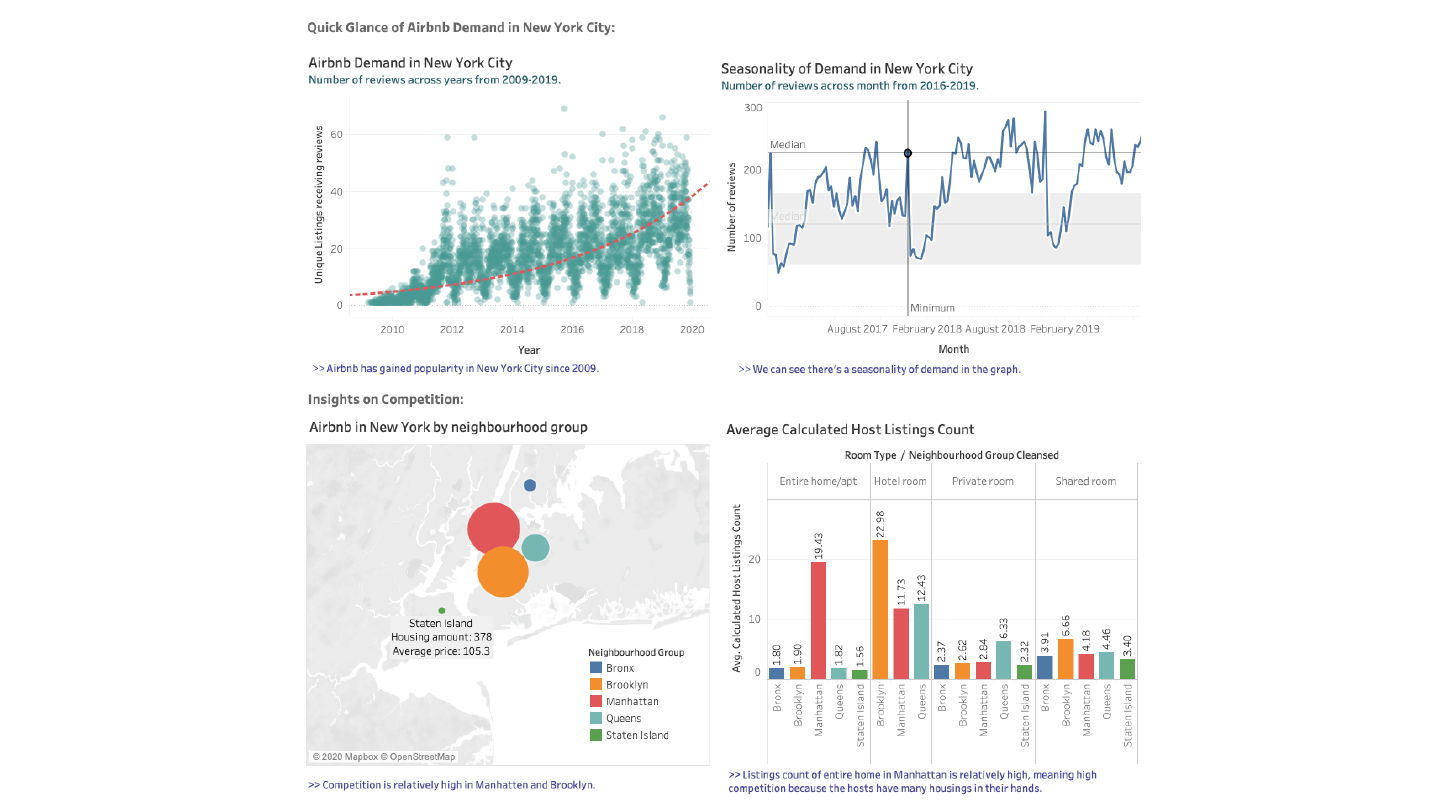 Quick Glance of Airbnb Demand in New York City:
Airbnb Demand in New York City
Number of reviews across years from 2009-2019.
Unique Listings receiving reviews
60
40
20
0
2010 2012 2014 2016 2018 2020
Year
>> Airbnb has gained popularity in New York City since 2009.
Seasonality of Demand in New York City
Number of reviews across month from 2016-2019.
Number of reviews
300
200
100
0
Median
Median
Minimum
August 2017 February 2018 August 2018 February 2019
Month
>> We can see there's a seasonality of demand in the graph.
Insights on Competition:
Airbnb in New York by neighbourhood group
Staten Island
Housing amount: 378
Average price: 105.3
Neighbourhood Group
Bronx
Brooklyn
Manhattan
Queens
Staten Island
© 2020 Mapbox © OpenStreetMap
>> Competition is relatively high in Manhatten and Brooklyn.
Average Calculated Host Listings Count
Room Type / Neighbourhood Group Cleansed
Entire home/apt Hotel room Private room Shared room
Avg. Calculated Host Listings Count
20
10
0
1.80 1.90 19.43 1.82 1.56 22.98 11.73 12.43 2.37 2.62 2.84 6.33 2.32 3.91 6.66 4.18 4.46 3.40
Bronx Brooklyn Manhattan Queens Staten Island Brooklyn Manhattan Queens Bronx Brooklyn Manhattan Queens Staten Island Bronx Brooklyn Manhattan Queens Staten Island
>> Listings count of entire home in Manhattan is relatively high, meaning high
competition because the hosts have many housings in their hands.